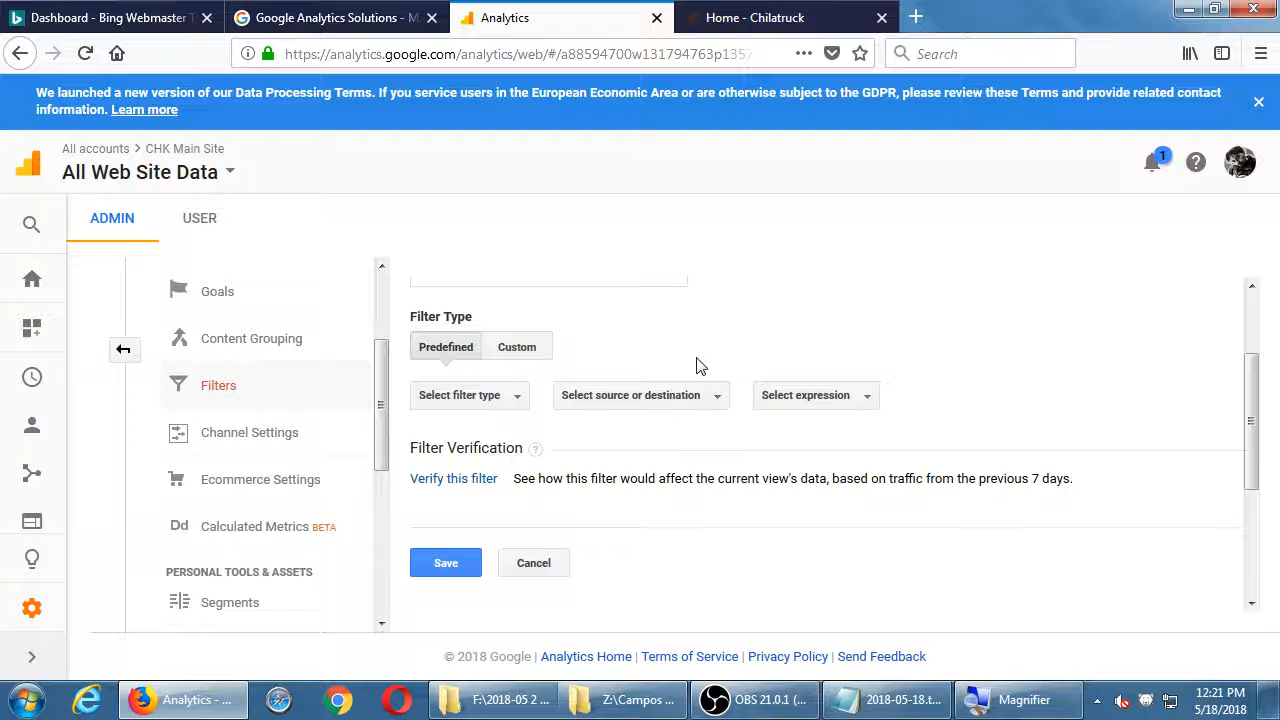 Dashboard - Bing Webmaster T
Google Analytics Solutions - M
Analytics
Home - Chilatruck
https://analytics.google.com/analytics/web/#/a88594700w131794763p1357
Search
We launched a new version of our Data Processing Terms. If you service users in the European Economic Area or are otherwise subject to the GDPR, please review these Terms and provide related contact
information. Learn more
All accounts > CHK Main Site
All Web Site Data
1
ADMIN
USER
Goals
Content Grouping
Filters
Channel Settings
Ecommerce Settings
Dd Calculated Metrics BETA
PERSONAL TOOLS & ASSETS
Segments
Filter Type
Predefined
Custom
Select filter type
Select source or destination
Select expression
Filter Verification ?
Verify this filter
See how this filter would affect the current view's data, based on traffic from the previous 7 days.
Save
Cancel
© 2018 Google | Analytics Home | Terms of Service | Privacy Policy | Send Feedback
Analytics - ...
F:\2018-05 2 ...
Z:\Campos ...
OBS 21.0.1 (...
2018-05-18.t...
Magnifier
12:21 PM
5/18/2018